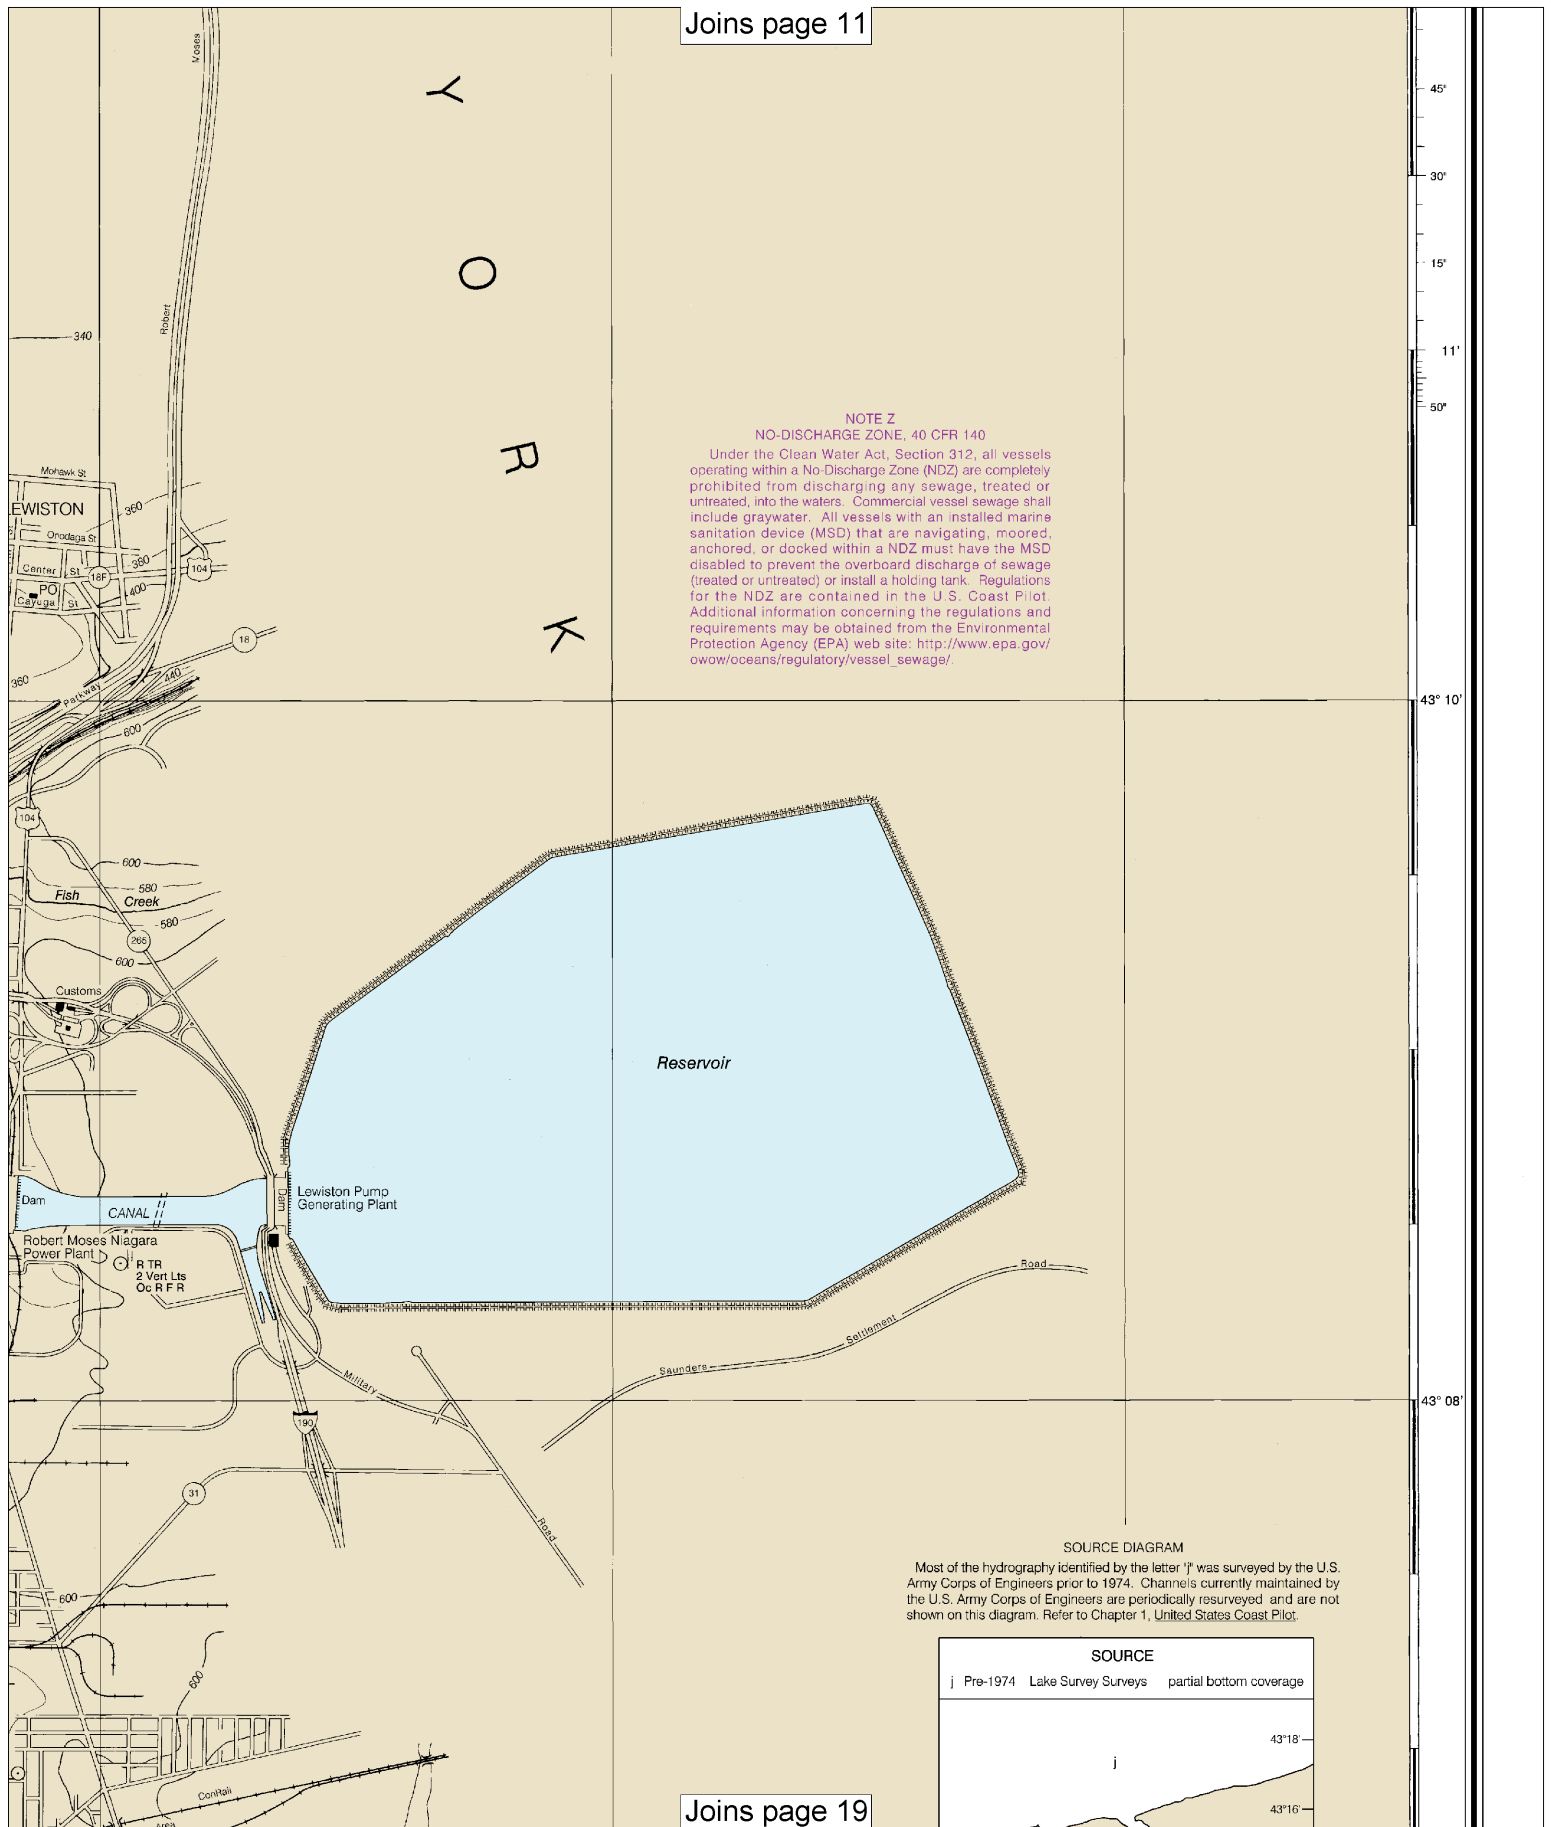 Joins page 11
Moses
Y
45"
30"
O
15"
Robert
340
11'
50"
NOTE Z
NO-DISCHARGE ZONE, 40 CFR 140
Under the Clean Water Act, Section 312, all vessels
operating within a No-Discharge Zone (NDZ) are completely
prohibited from discharging any sewage, treated or
untreated, into the waters. Commercial vessel sewage shall
include graywater. All vessels with an installed marine
sanitation device (MSD) that are navigating, moored,
anchored, or docked within a NDZ must have the MSD
disabled to prevent the overboard discharge of sewage
(treated or untreated) or install a holding tank. Regulations
for the NDZ are contained in the U.S. Coast Pilot.
Additional information concerning the regulations and
requirements may be obtained from the Environmental
Protection Agency (EPA) web site: http://www.epa.gov/
owow/oceans/regulatory/vessel_sewage/.
R
Mohawk St
EWISTON
360
Onodaga St
380
Center St
18F
104
PO
400
Cayuga St
K
18
360
440
Parkway
43° 10'
600
104
600
580
Fish Creek
580
265
600
Customs
Reservoir
Dam
CANAL
Dam
Lewiston Pump
Generating Plant
Robert Moses Niagara
Power Plant
R TR
2 Vert Lts
Oc R F R
Road
Settlement
Saunders
Military
43° 08'
190
31
Road
SOURCE DIAGRAM
Most of the hydrography identified by the letter "j" was surveyed by the U.S.
Army Corps of Engineers prior to 1974. Channels currently maintained by
the U.S. Army Corps of Engineers are periodically resurveyed and are not
shown on this diagram. Refer to Chapter 1, United States Coast Pilot.
600
SOURCE
j Pre-1974 Lake Survey Surveys partial bottom coverage
600
43°18'
j
ConRail
43°16'
Area
Joins page 19